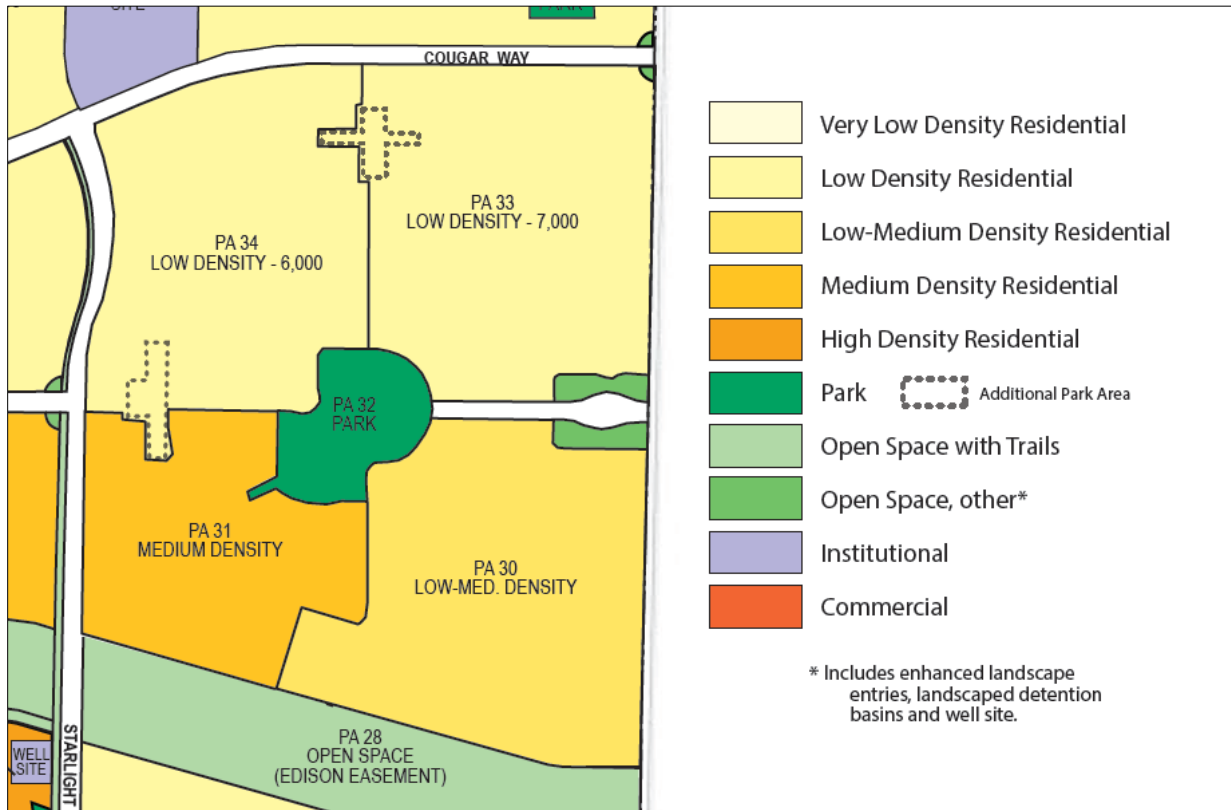 SITE
PARK
COUGAR WAY
PA 33
LOW DENSITY - 7,000
PA 34
LOW DENSITY - 6,000
PA 32
PARK
PA 31
MEDIUM DENSITY
PA 30
LOW-MED. DENSITY
PA 28
OPEN SPACE
(EDISON EASEMENT)
STARLIGHT
WELL
SITE
Very Low Density Residential
Low Density Residential
Low-Medium Density Residential
Medium Density Residential
High Density Residential
Park
Additional Park Area
Open Space with Trails
Open Space, other*
Institutional
Commercial
* Includes enhanced landscape
entries, landscaped detention
basins and well site.